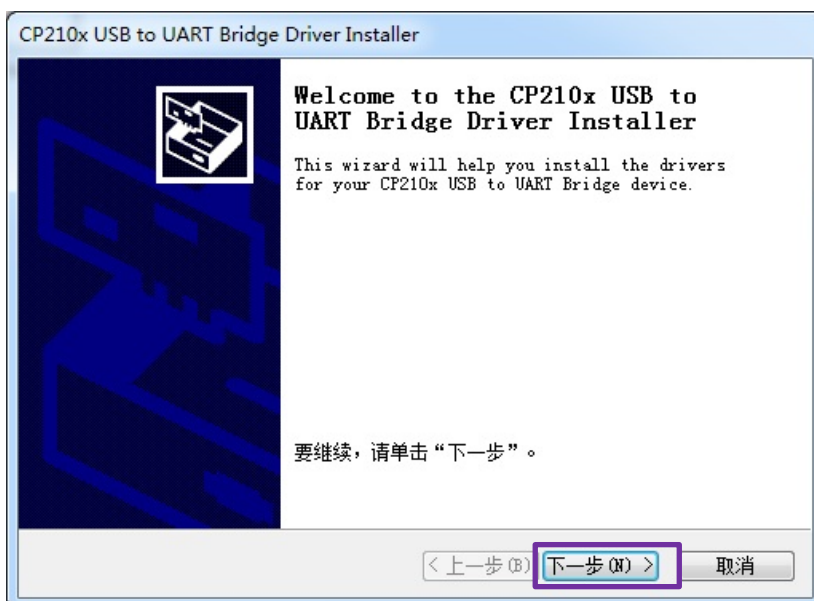 CP210x USB to UART Bridge Driver Installer
Welcome to the CP210x USB to
UART Bridge Driver Installer
This wizard will help you install the drivers
for your CP210x USB to UART Bridge device.
要继续，请单击“下一步”。
< 上一步(B)
下一步(N) >
取消